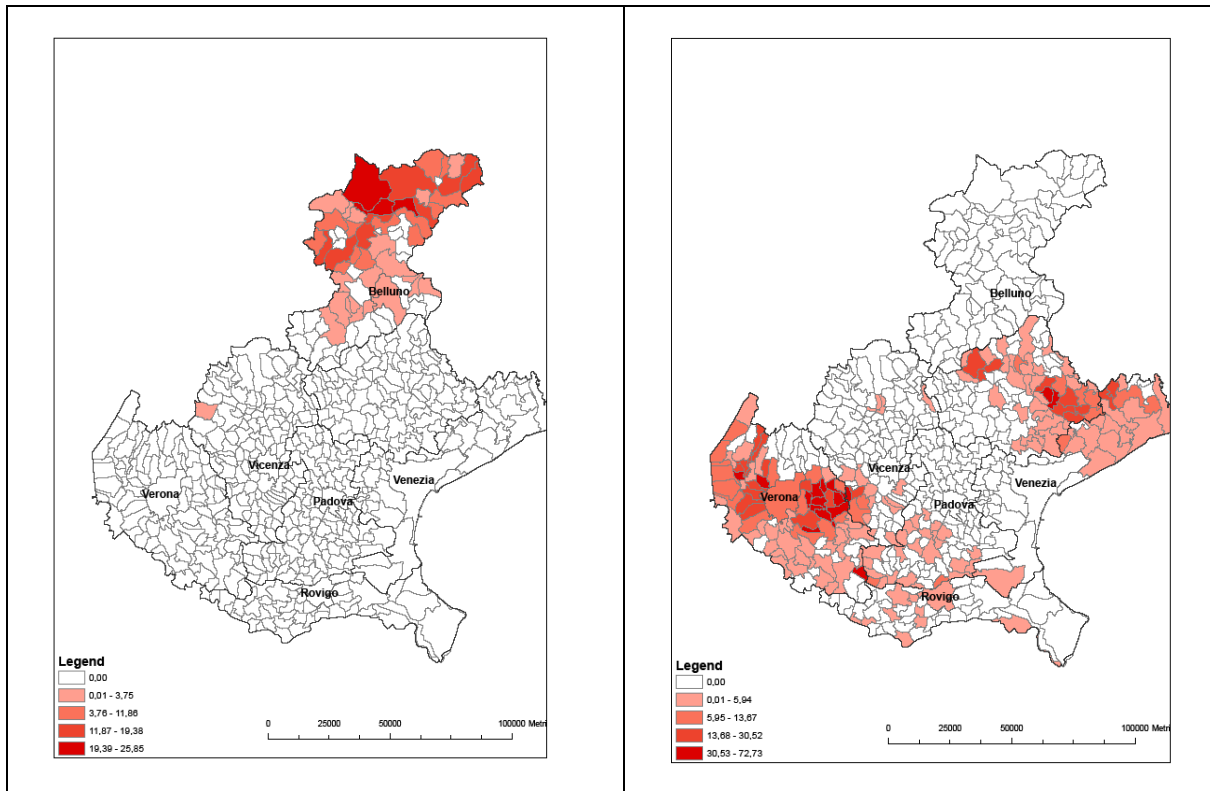 Belluno
Vicenza
Venezia
Verona
Padova
Rovigo
Legend
0,00
0,01 - 3,75
3,76 - 11,86
11,87 - 19,38
19,39 - 25,85
0 25000 50000 100000 Metri
Belluno
Vicenza
Venezia
Verona
Padova
Rovigo
Legend
0,00
0,01 - 5,94
5,95 - 13,67
13,68 - 30,52
30,53 - 72,73
0 25000 50000 100000 Metri